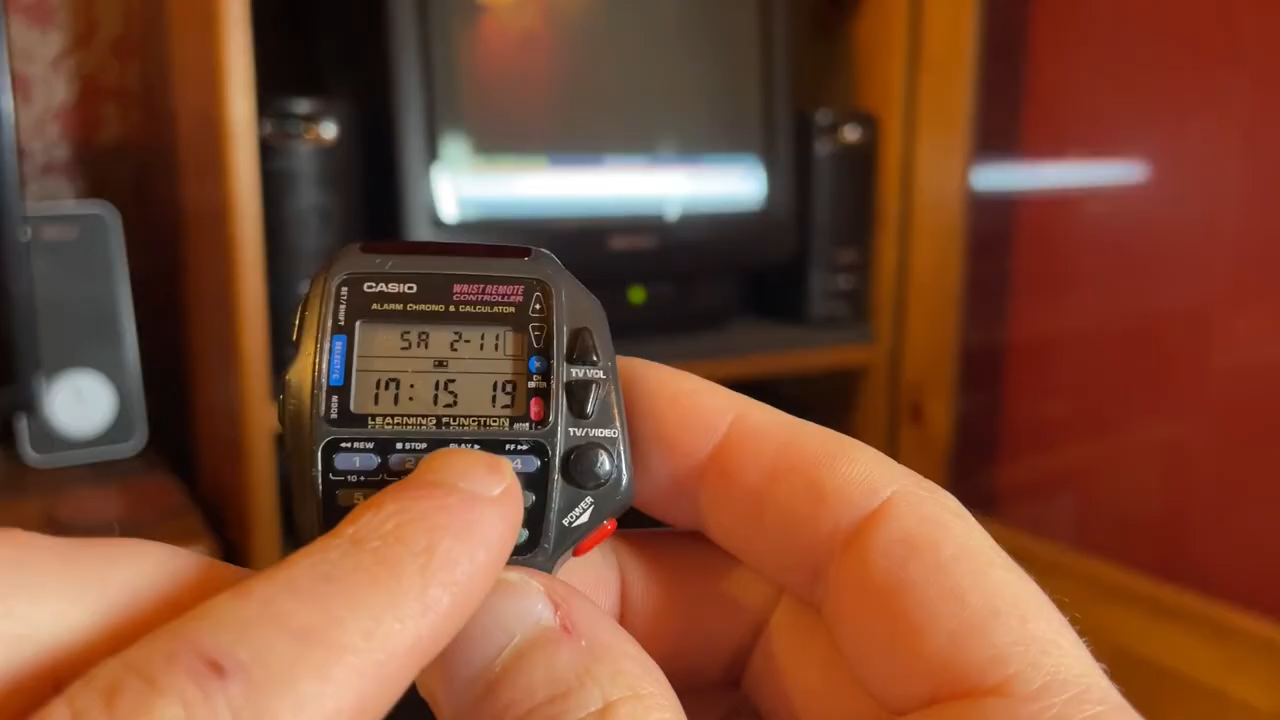 CASIO
WRIST REMOTE
CONTROLLER
ALARM CHRONO & CALCULATOR
SET/SHIFT
SELECT/C
MODE
SA 2-11
17:15 19
+
−
×
CH
ENTER
LEARNING FUNCTION
TV VOL
TV/VIDEO
POWER
◀◀ REW
■ STOP
PLAY ▶
FF ▶▶
1
2
4
10 +
5